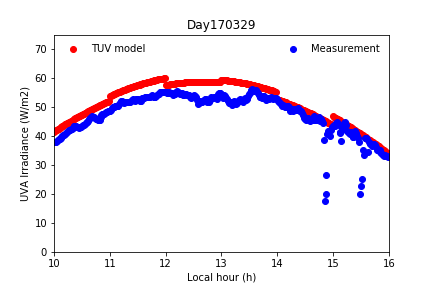 Day170329
TUV model
Measurement
UVA Irradiance (W/m2)
70
60
50
40
30
20
10
0
10 11 12 13 14 15 16
Local hour (h)